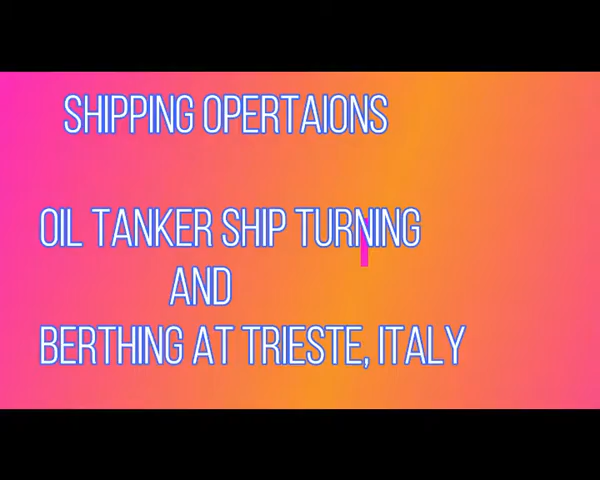 SHIPPING OPERTAIONS
OIL TANKER SHIP TURNING
AND
BERTHING AT TRIESTE, ITALY